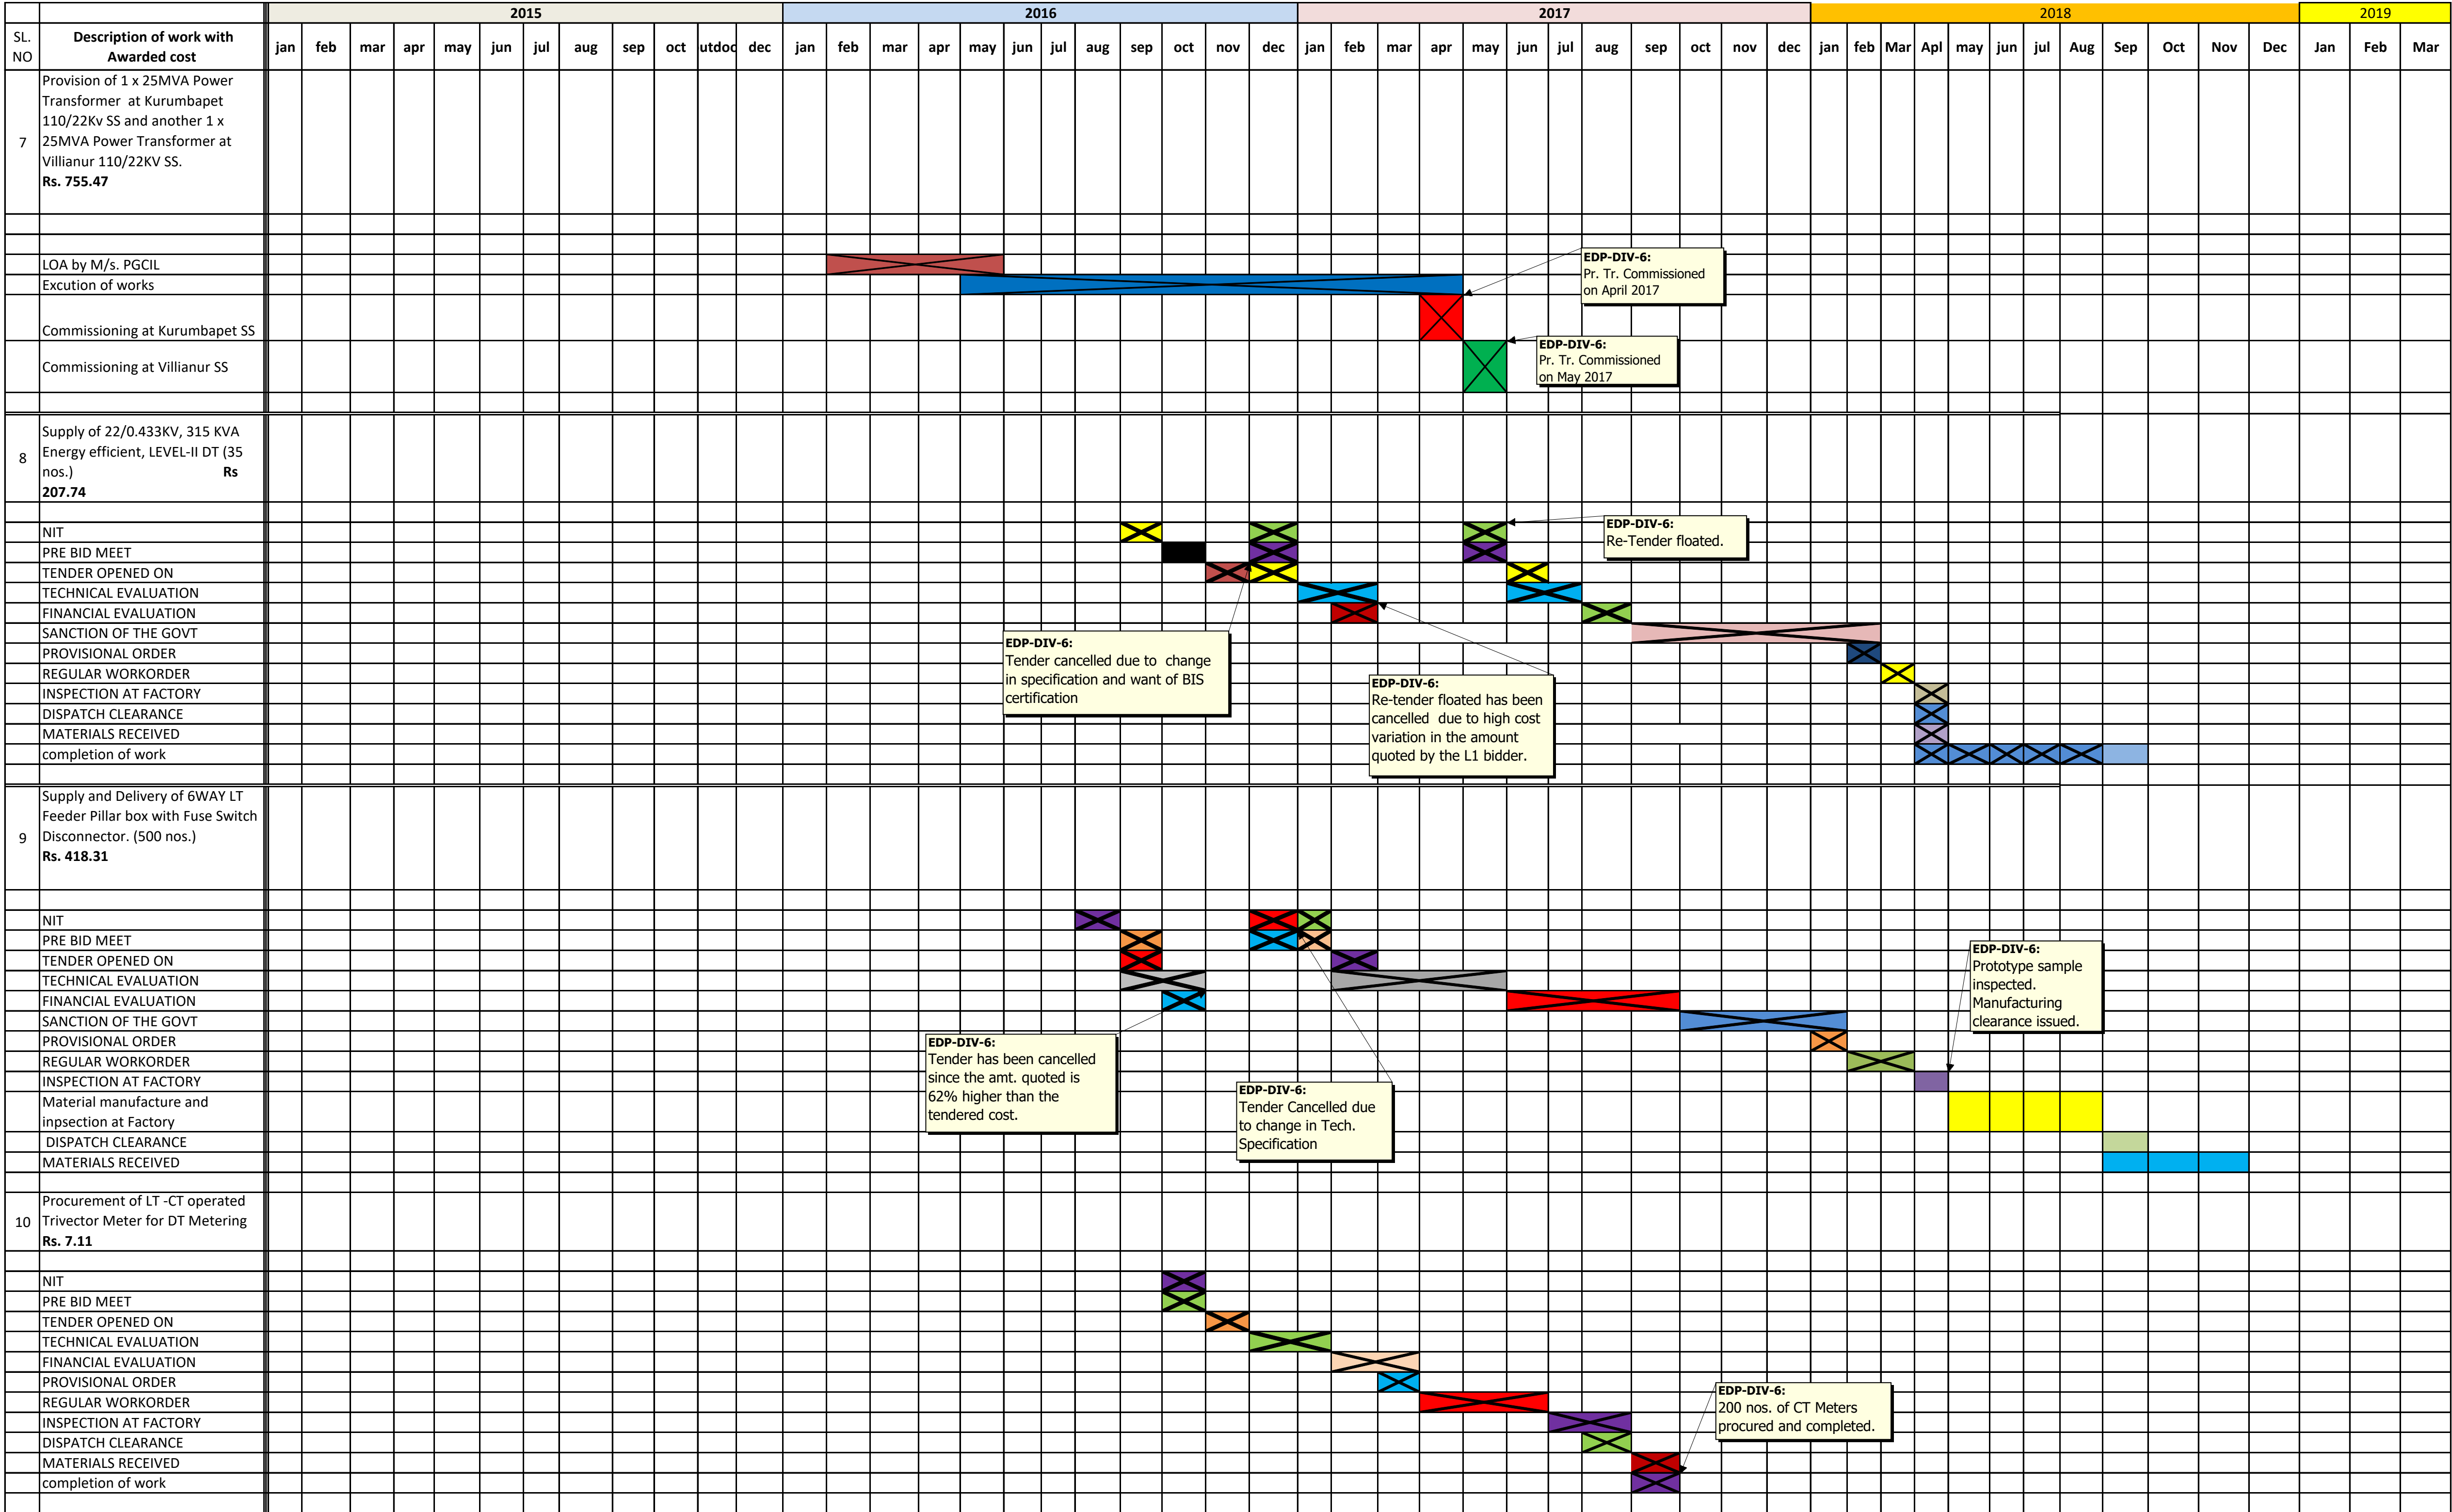 2015 2016 2017 2018 2019
SL. NO Description of work with Awarded cost jan feb mar apr may jun jul aug sep oct utdoc dec jan feb mar apr may jun jul aug sep oct nov dec jan feb mar apr may jun jul aug sep oct nov dec jan feb Mar Apl may jun jul Aug Sep Oct Nov Dec Jan Feb Mar
7
Provision of 1 x 25MVA Power
Transformer at Kurumbapet
110/22Kv SS and another 1 x
25MVA Power Transformer at
Villianur 110/22KV SS.
Rs. 755.47
LOA by M/s. PGCIL
Excution of works
EDP-DIV-6:
Pr. Tr. Commissioned
on April 2017
Commissioning at Kurumbapet SS
Commissioning at Villianur SS
EDP-DIV-6:
Pr. Tr. Commissioned
on May 2017
8
Supply of 22/0.433KV, 315 KVA
Energy efficient, LEVEL-II DT (35
nos.) Rs
207.74
NIT
PRE BID MEET
TENDER OPENED ON
TECHNICAL EVALUATION
FINANCIAL EVALUATION
SANCTION OF THE GOVT
PROVISIONAL ORDER
REGULAR WORKORDER
INSPECTION AT FACTORY
DISPATCH CLEARANCE
MATERIALS RECEIVED
completion of work
EDP-DIV-6:
Re-Tender floated.
EDP-DIV-6:
Tender cancelled due to change
in specification and want of BIS
certification
EDP-DIV-6:
Re-tender floated has been
cancelled due to high cost
variation in the amount
quoted by the L1 bidder.
9
Supply and Delivery of 6WAY LT
Feeder Pillar box with Fuse Switch
Disconnector. (500 nos.)
Rs. 418.31
NIT
PRE BID MEET
TENDER OPENED ON
TECHNICAL EVALUATION
FINANCIAL EVALUATION
SANCTION OF THE GOVT
PROVISIONAL ORDER
REGULAR WORKORDER
INSPECTION AT FACTORY
Material manufacture and
inpsection at Factory
DISPATCH CLEARANCE
MATERIALS RECEIVED
EDP-DIV-6:
Prototype sample
inspected.
Manufacturing
clearance issued.
EDP-DIV-6:
Tender has been cancelled
since the amt. quoted is
62% higher than the
tendered cost.
EDP-DIV-6:
Tender Cancelled due
to change in Tech.
Specification
10
Procurement of LT -CT operated
Trivector Meter for DT Metering
Rs. 7.11
NIT
PRE BID MEET
TENDER OPENED ON
TECHNICAL EVALUATION
FINANCIAL EVALUATION
PROVISIONAL ORDER
REGULAR WORKORDER
INSPECTION AT FACTORY
DISPATCH CLEARANCE
MATERIALS RECEIVED
completion of work
EDP-DIV-6:
200 nos. of CT Meters
procured and completed.